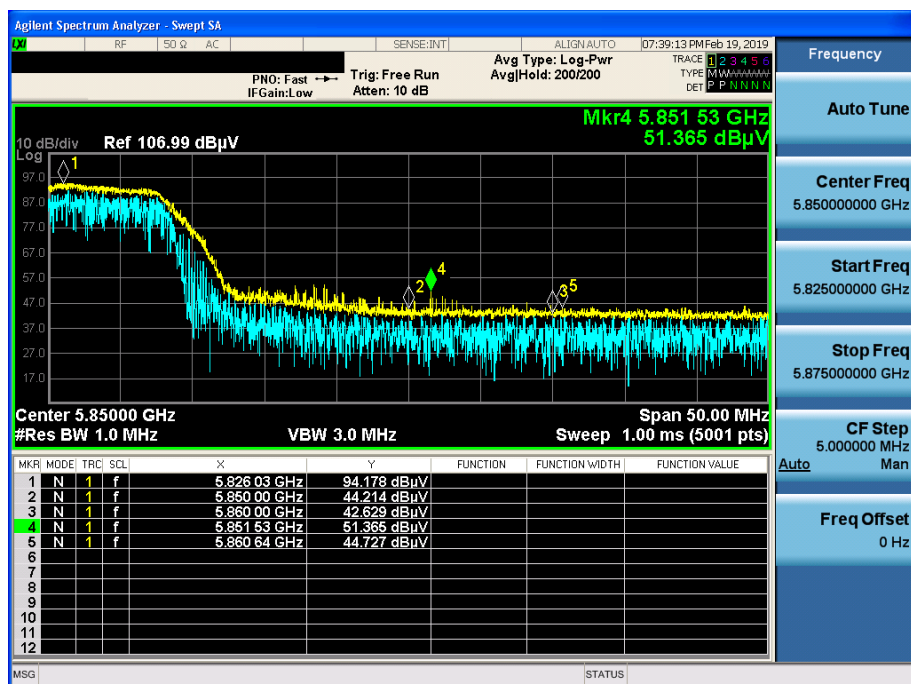 Agilent Spectrum Analyzer - Swept SA
LXI RF 50 Ω AC SENSE:INT ALIGN AUTO 07:39:13 PM Feb 19, 2019
PNO: Fast
IFGain:Low
Trig: Free Run
Atten: 10 dB
Avg Type: Log-Pwr
Avg|Hold: 200/200
TRACE 1 2 3 4 5 6
TYPE M W W W W W
DET P P N N N N
Mkr4 5.851 53 GHz
51.365 dBµV
10 dB/div Ref 106.99 dBµV
Log
97.0
87.0
77.0
67.0
57.0
47.0
37.0
27.0
17.0
1
2
4
3
5
Center 5.85000 GHz Span 50.00 MHz
#Res BW 1.0 MHz VBW 3.0 MHz Sweep 1.00 ms (5001 pts)
MKR MODE TRC SCL X Y FUNCTION FUNCTION WIDTH FUNCTION VALUE
1 N 1 f 5.826 03 GHz 94.178 dBµV
2 N 1 f 5.850 00 GHz 44.214 dBµV
3 N 1 f 5.860 00 GHz 42.629 dBµV
4 N 1 f 5.851 53 GHz 51.365 dBµV
5 N 1 f 5.860 64 GHz 44.727 dBµV
6
7
8
9
10
11
12
MSG STATUS
Frequency
Auto Tune
Center Freq
5.850000000 GHz
Start Freq
5.825000000 GHz
Stop Freq
5.875000000 GHz
CF Step
5.000000 MHz
Auto Man
Freq Offset
0 Hz